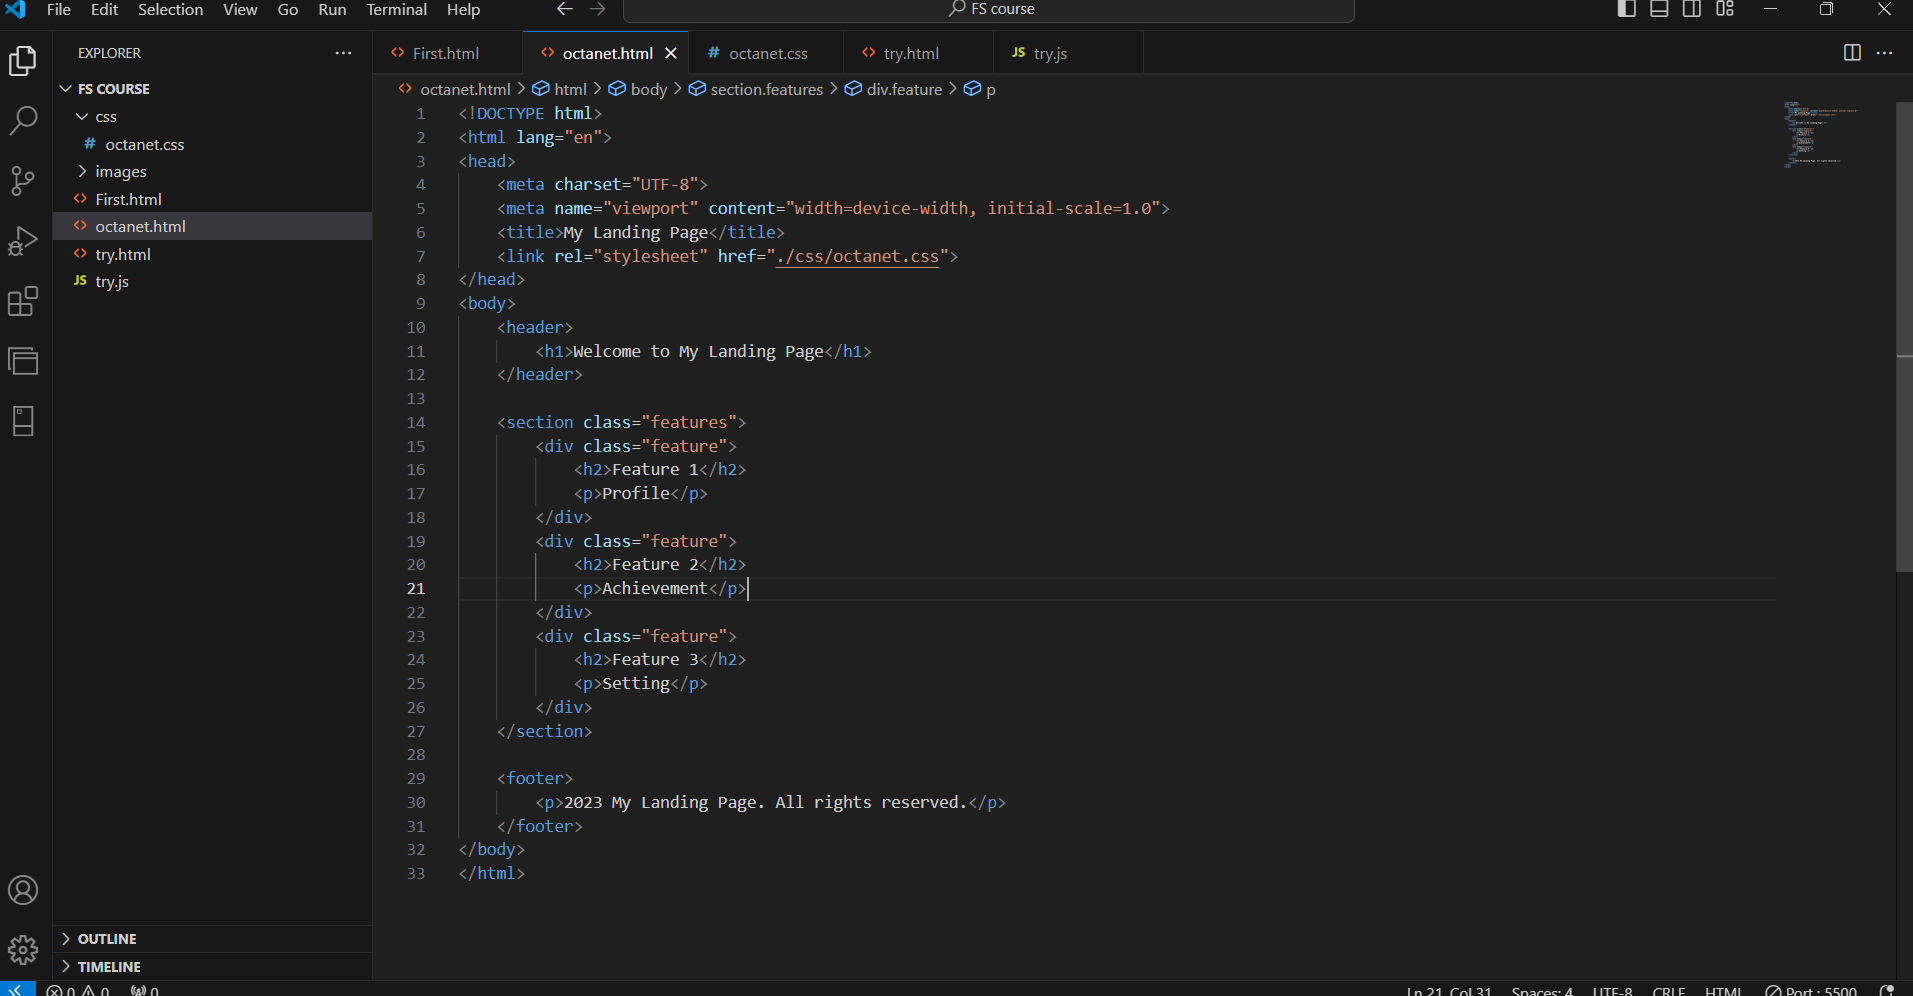 File Edit Selection View Go Run Terminal Help
FS course
EXPLORER
FS COURSE
css
# octanet.css
images
<> First.html
<> octanet.html
<> try.html
JS try.js
OUTLINE
TIMELINE
<> First.html <> octanet.html # octanet.css <> try.html JS try.js
<> octanet.html > html > body > section.features > div.feature > p
1 <!DOCTYPE html>
2 <html lang="en">
3 <head>
4 <meta charset="UTF-8">
5 <meta name="viewport" content="width=device-width, initial-scale=1.0">
6 <title>My Landing Page</title>
7 <link rel="stylesheet" href="./css/octanet.css">
8 </head>
9 <body>
10 <header>
11 <h1>Welcome to My Landing Page</h1>
12 </header>
13
14 <section class="features">
15 <div class="feature">
16 <h2>Feature 1</h2>
17 <p>Profile</p>
18 </div>
19 <div class="feature">
20 <h2>Feature 2</h2>
21 <p>Achievement</p>
22 </div>
23 <div class="feature">
24 <h2>Feature 3</h2>
25 <p>Setting</p>
26 </div>
27 </section>
28
29 <footer>
30 <p>2023 My Landing Page. All rights reserved.</p>
31 </footer>
32 </body>
33 </html>
0 0 0 Ln 21, Col 31 Spaces: 4 UTF-8 CRLF HTML Port : 5500